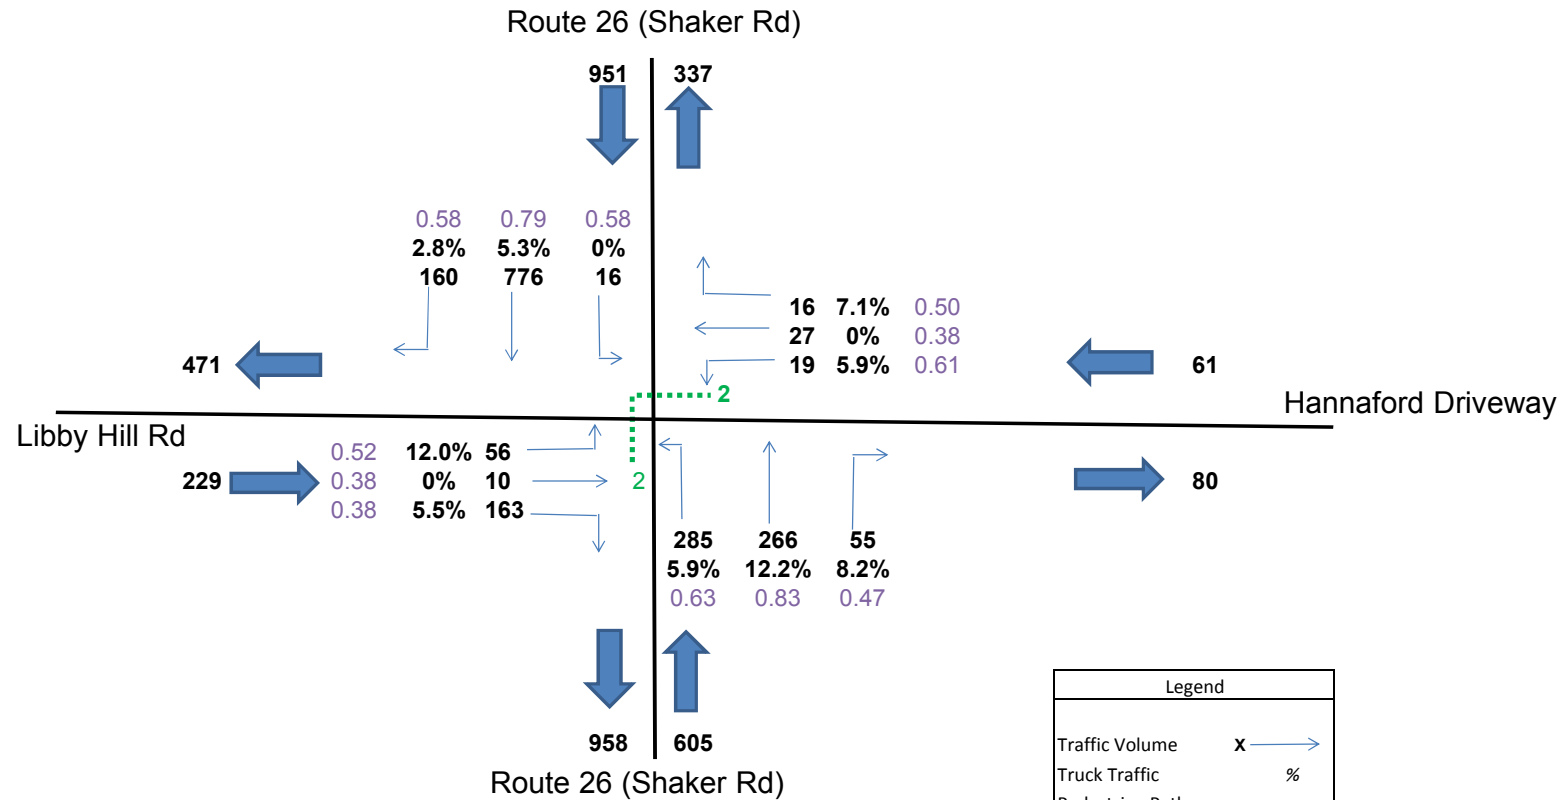 Route 26 (Shaker Rd)
951 337
0.58 0.79 0.58
2.8% 5.3% 0%
160 776 16
16 7.1% 0.50
27 0% 0.38
19 5.9% 0.61
471
61
2
Hannaford Driveway
Libby Hill Rd
0.52 12.0% 56
229
0.38 0% 10
0.38 5.5% 163
2
80
285 266 55
5.9% 12.2% 8.2%
0.63 0.83 0.47
958 605
Route 26 (Shaker Rd)
Legend
Traffic Volume X
Truck Traffic %